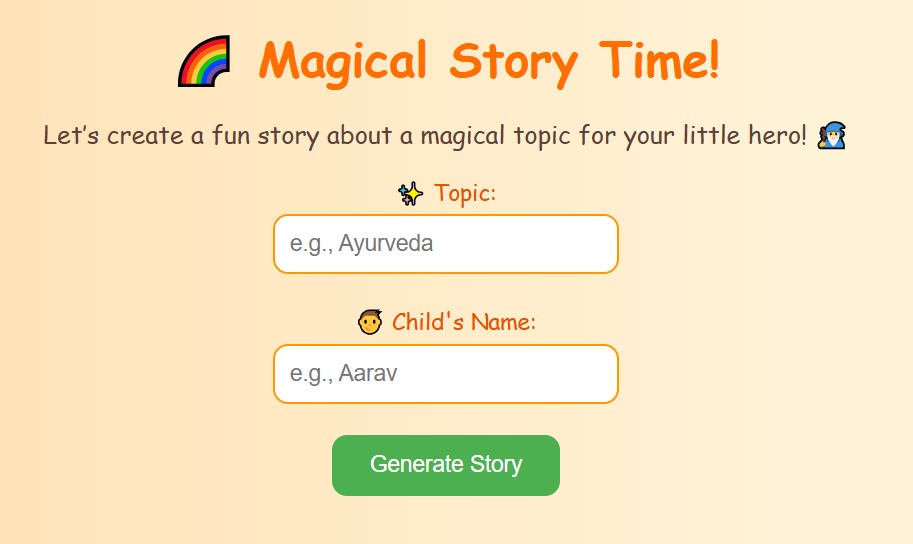 🌈 Magical Story Time!
Let's create a fun story about a magical topic for your little hero! 🧙‍♂️
✨ Topic:
e.g., Ayurveda
👦 Child's Name:
e.g., Aarav
Generate Story